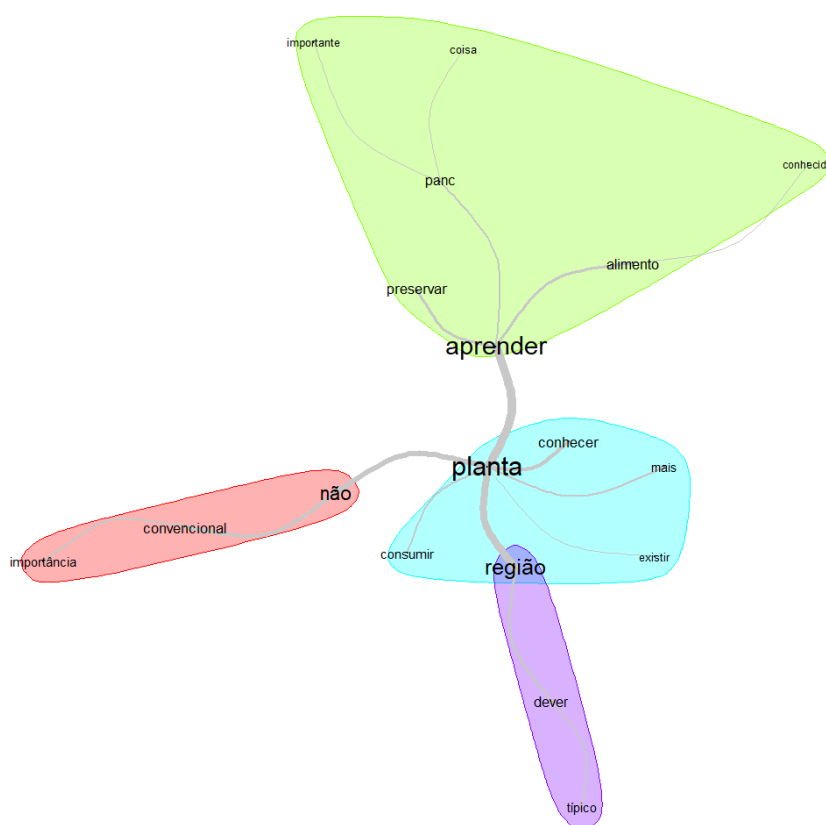 importante
coisa
conhecid
panc
alimento
preservar
aprender
conhecer
planta
mais
não
convencional
importância
consumir
existir
região
dever
típico